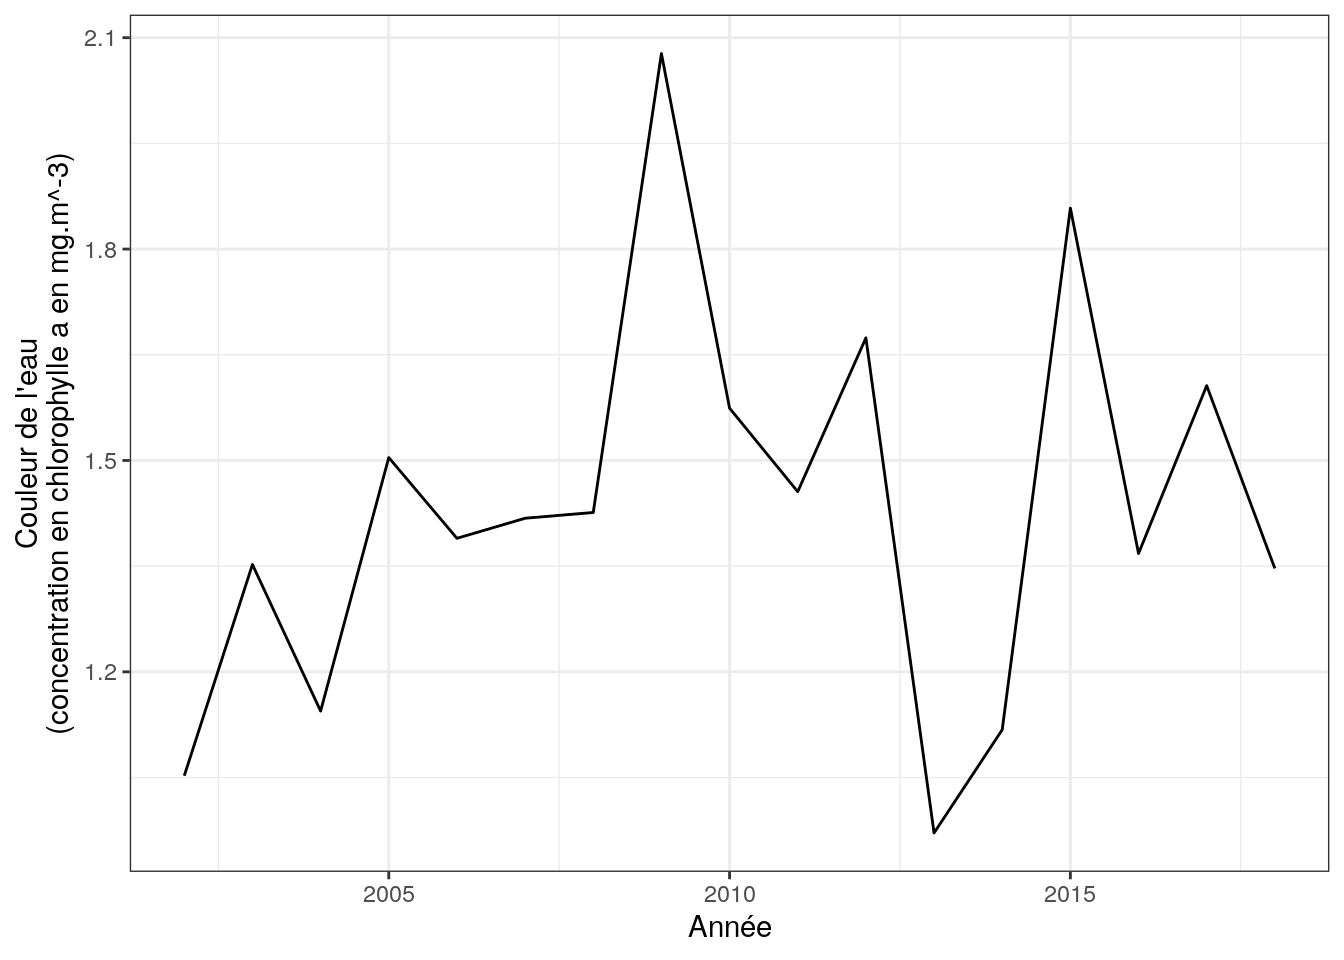 Couleur de l'eau
(concentration en chlorophylle a en mg.m^-3)
2.1
1.8
1.5
1.2
2005
2010
2015
Année